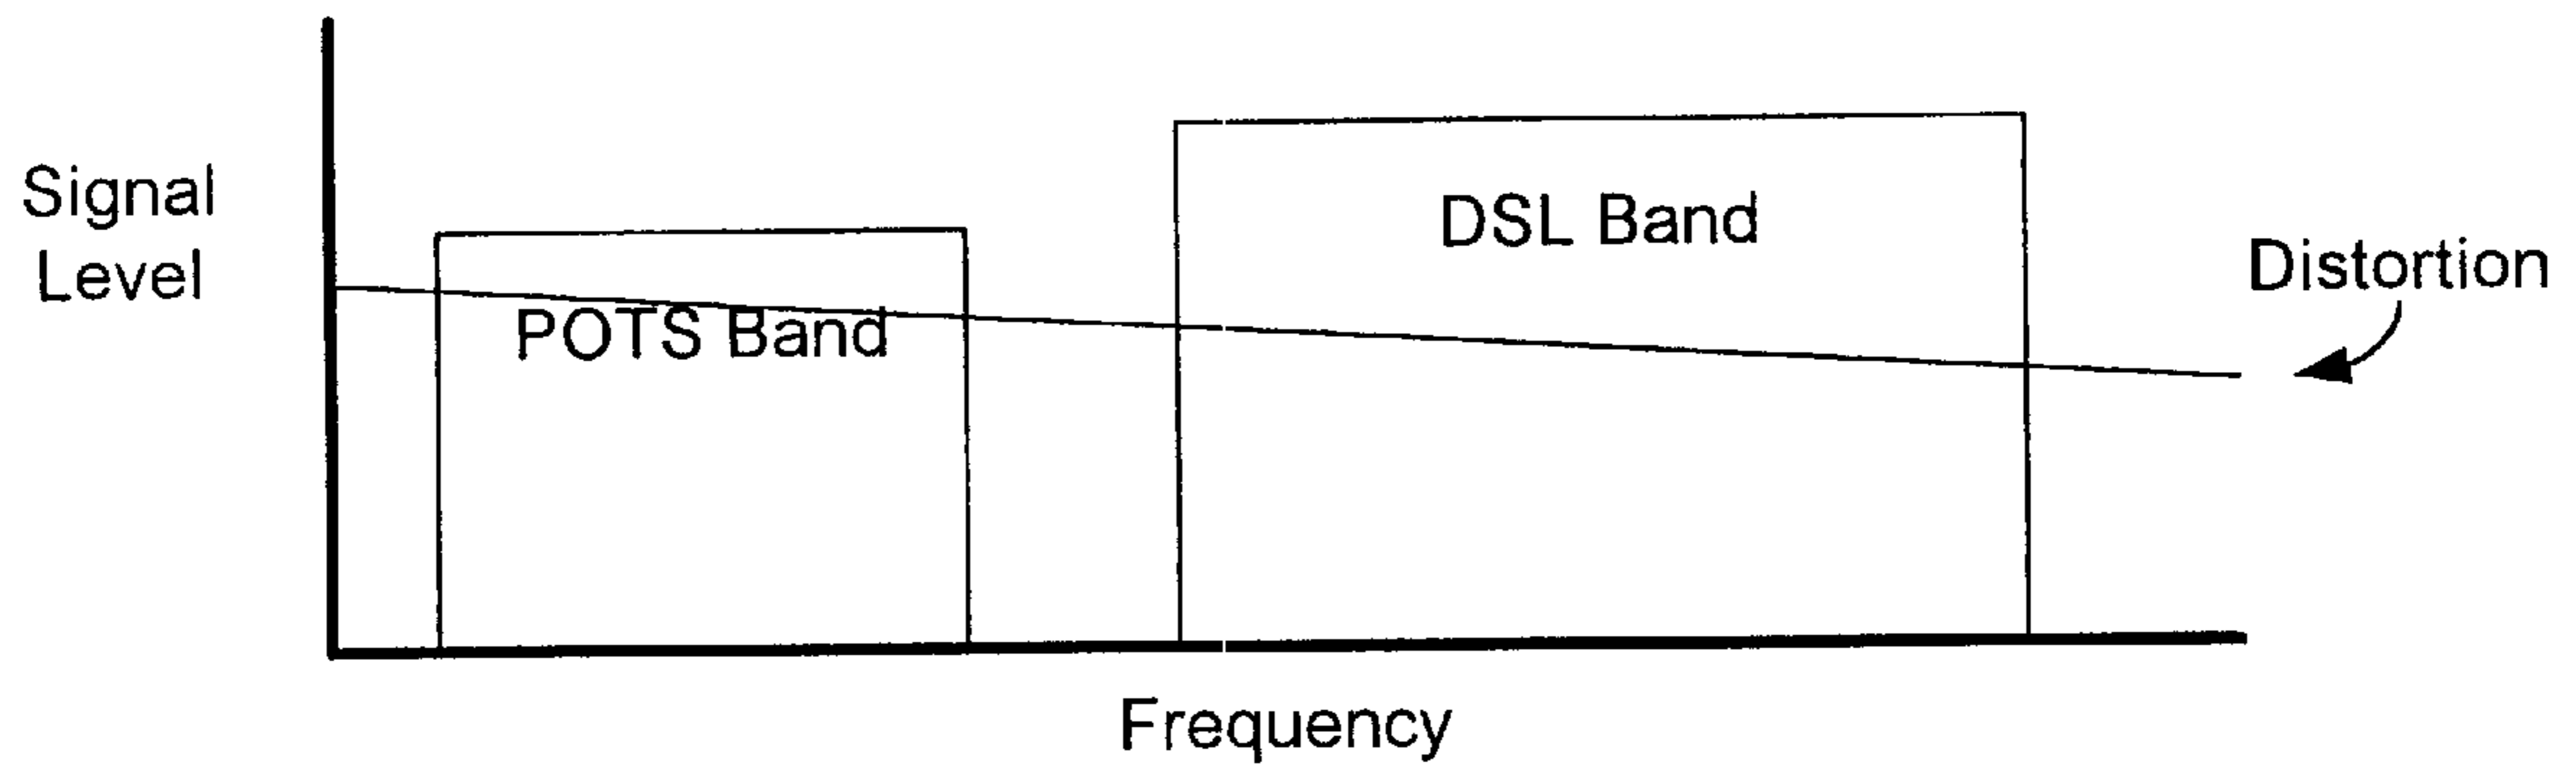 Signal
Level
POTS Band
DSL Band
Distortion
Frequency